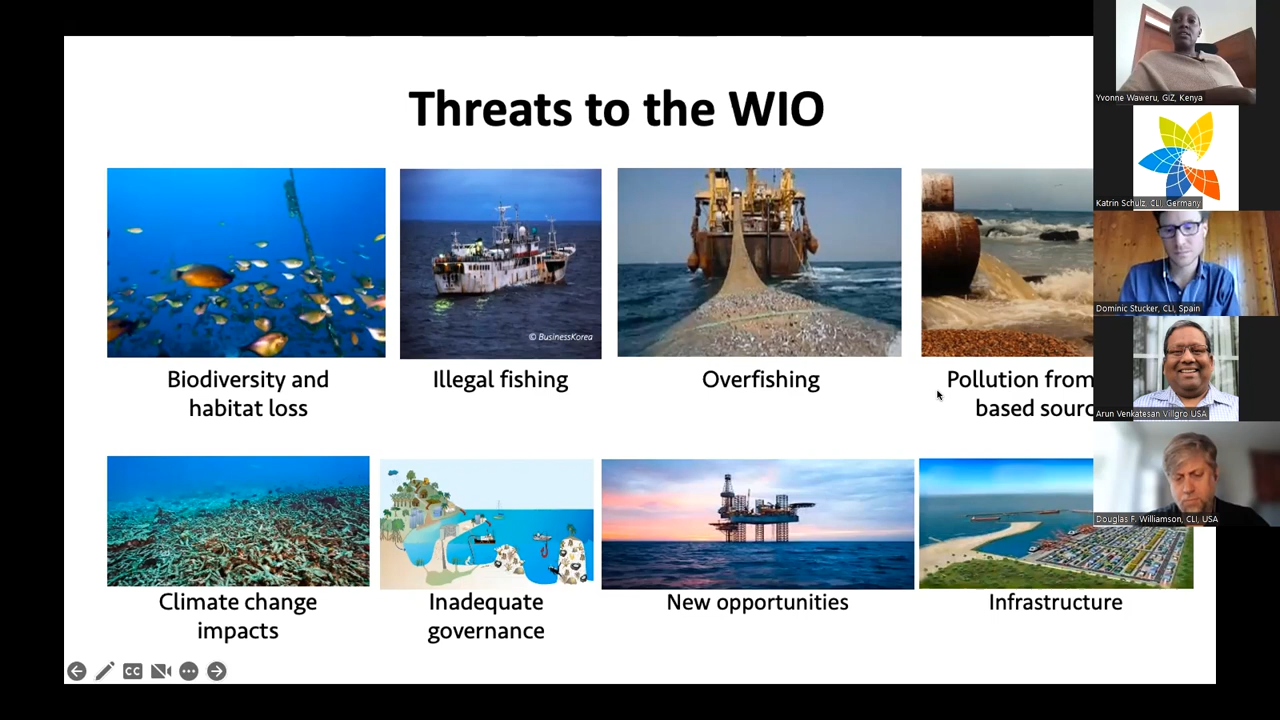 Threats to the WIO
Yvonne Waweru, GIZ, Kenya
Katrin Schulz, CLI, Germany
Dominic Stucker, CLI, Spain
Arun Venkatesan Villgro USA
Douglas F. Williamson, CLI, USA
© BusinessKorea
Biodiversity and
habitat loss
Illegal fishing
Overfishing
Pollution from
based sourc
Climate change
impacts
Inadequate
governance
New opportunities
Infrastructure
CC